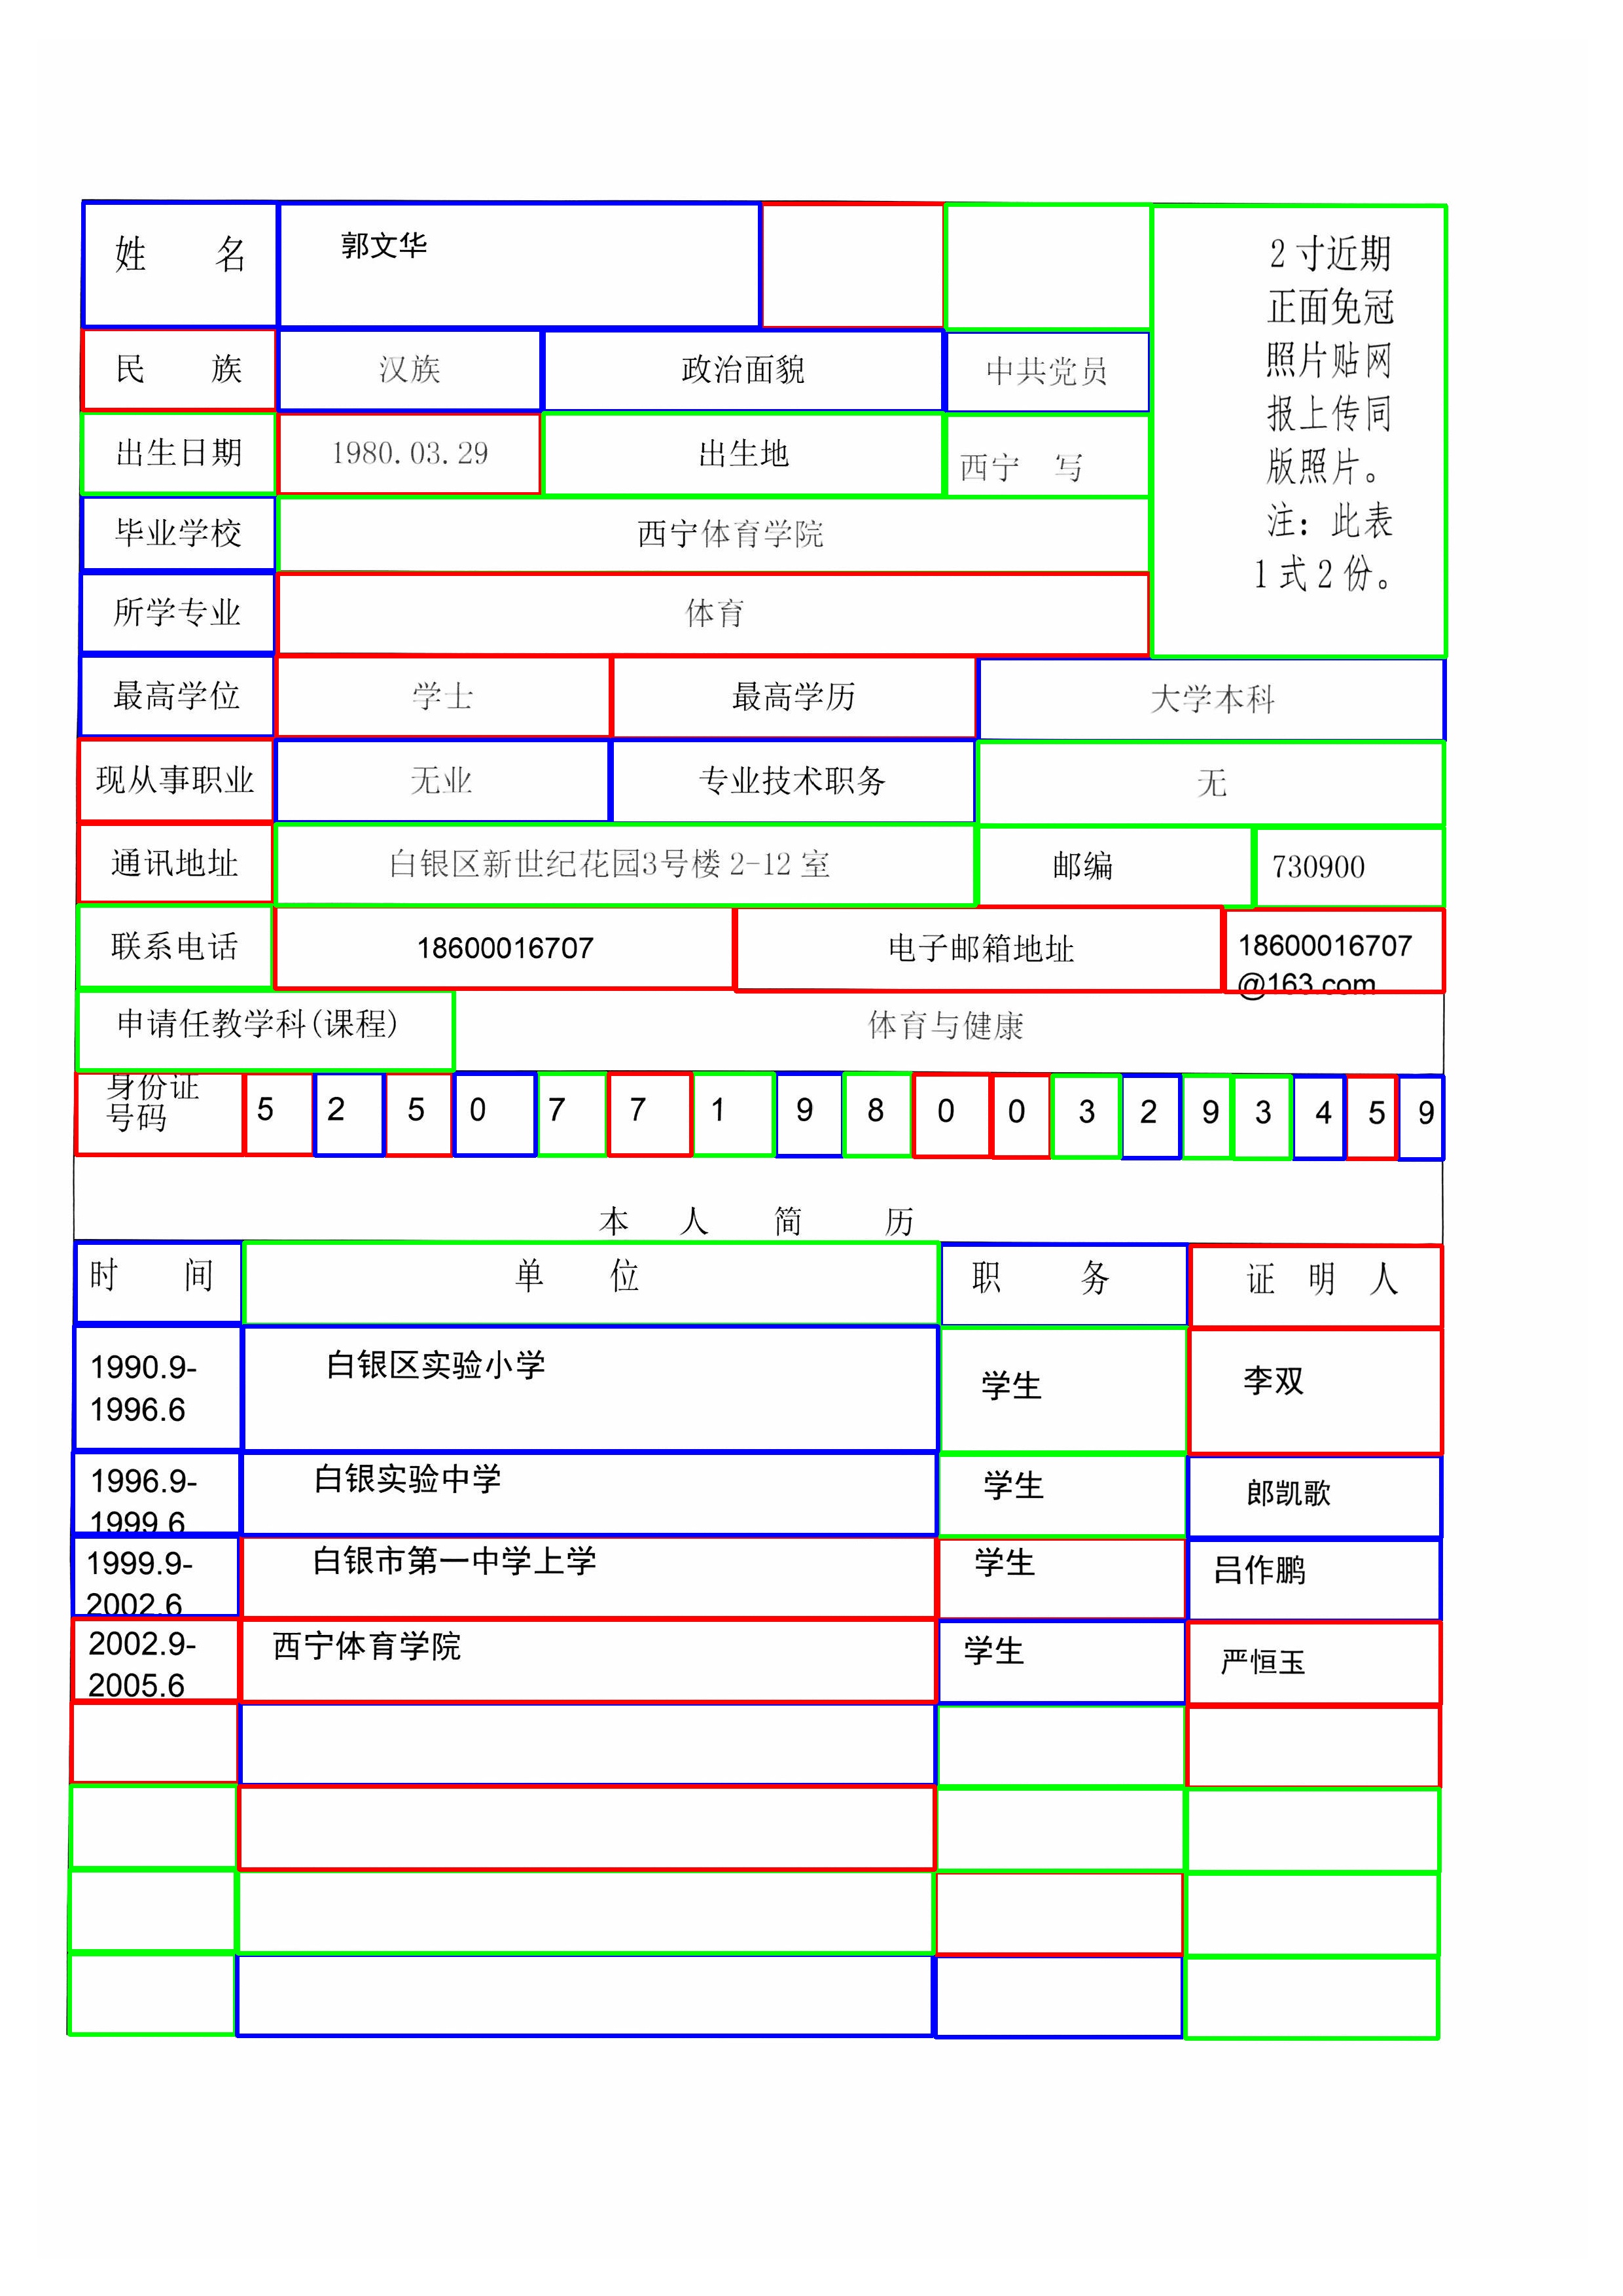 姓 名 郭文华
2寸近期
正面免冠
照片贴网
报上传同
版照片。
注：此表
1式2份。
民 族 汉族 政治面貌 中共党员
出生日期 1980.03.29 出生地 西宁 写
毕业学校 西宁体育学院
所学专业 体育
最高学位 学士 最高学历 大学本科
现从事职业 无业 专业技术职务 无
通讯地址 白银区新世纪花园3号楼2-12室 邮编 730900
联系电话 18600016707 电子邮箱地址 18600016707
@163.com
申请任教学科(课程) 体育与健康
身份证
号码
5 2 5 0 7 7 1 9 8 0 0 3 2 9 3 4 5 9
本 人 简 历
时 间 单 位 职 务 证 明 人
1990.9-
1996.6
白银区实验小学 学生 李双
1996.9-
1999.6
白银实验中学 学生 郎凯歌
1999.9-
2002.6
白银市第一中学上学 学生 吕作鹏
2002.9-
2005.6
西宁体育学院 学生 严恒玉